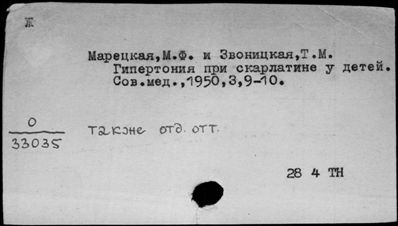 Ж
Марецкая,М.Ф. и Звоницкая,Т.М.
Гипертония при скарлатине у детей.
Сов.мед.,1950,3,9-10.
О
33035
также отд. отт.
28 4 ТН